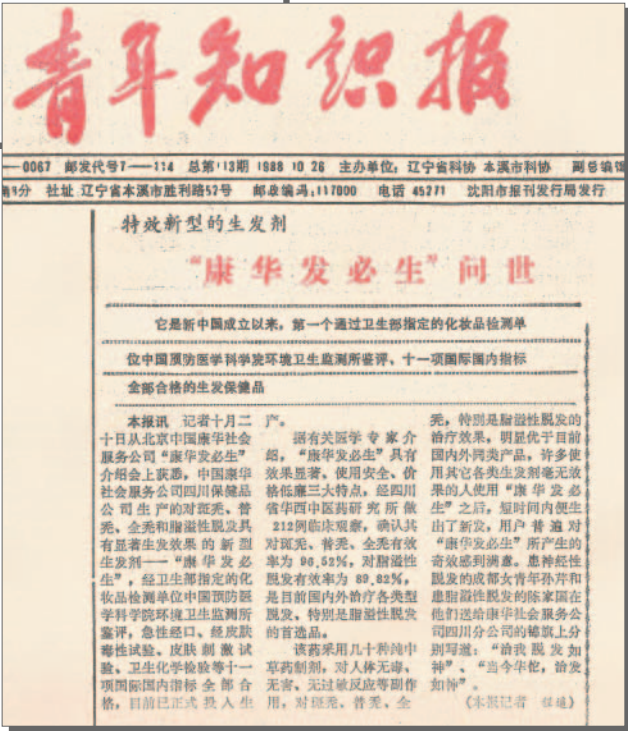 青年知识报
——0067 邮发代号7——114 总第113期 1988 10 26 主办单位：辽宁省科协 本溪市科协 副总编辑
社址 辽宁省本溪市胜利路52号 邮政编码：117000 电话 45271 沈阳市报刊发行局发行
特效新型的生发剂
“康华发必生”问世
它是新中国成立以来，第一个通过卫生部指定的化妆品检测单
位中国预防医学科学院环境卫生监测所鉴评、十一项国际国内指标
全部合格的生发保健品
本报讯 记者十月二
十日从北京中国康华社会
服务公司“康华发必生”
介绍会上获悉，中国康华
社会服务公司四川保健品
公司生产的对斑秃、普
秃、全秃和脂溢性脱发具
有显著生发效果的新型
生发剂——“康华发必
生”，经卫生部指定的化
妆品检测单位中国预防医
学科学院环境卫生监测所
鉴评，急性经口、经皮肤
毒性试验、皮肤刺激试
验、卫生化学检验等十一
项国际国内指标全部合
格，目前已正式投入生
产。
据有关医学专家介
绍，“康华发必生”具有
效果显著、使用安全、价
格低廉三大特点，经四川
省华西中医药研究所做
212例临床观察，确认其
对斑秃、普秃、全秃有效
率为96.52%，对脂溢性
脱发有效率为89.82%，
是目前国内外治疗各类型
脱发、特别是脂溢性脱发
的首选品。
该药采用几十种纯中
草药制剂，对人体无毒、
无害、无过敏反应等副作
用，对斑秃、普秃、全
秃，特别是脂溢性脱发的
治疗效果，明显优于目前
国内外同类产品，许多使
用其它各类生发剂毫无效
果的人使用“康华发必
生”之后，短时间内便生
出了新发，用户普遍对
“康华发必生”所产生的
奇效感到满意。患神经性
脱发的成都女青年孙芹和
患脂溢性脱发的陈家国在
他们送给康华社会服务公
司四川分公司的锦旗上分
别写道：“治我脱发如
神”、“当今华佗，治发
如神”。
（本报记者